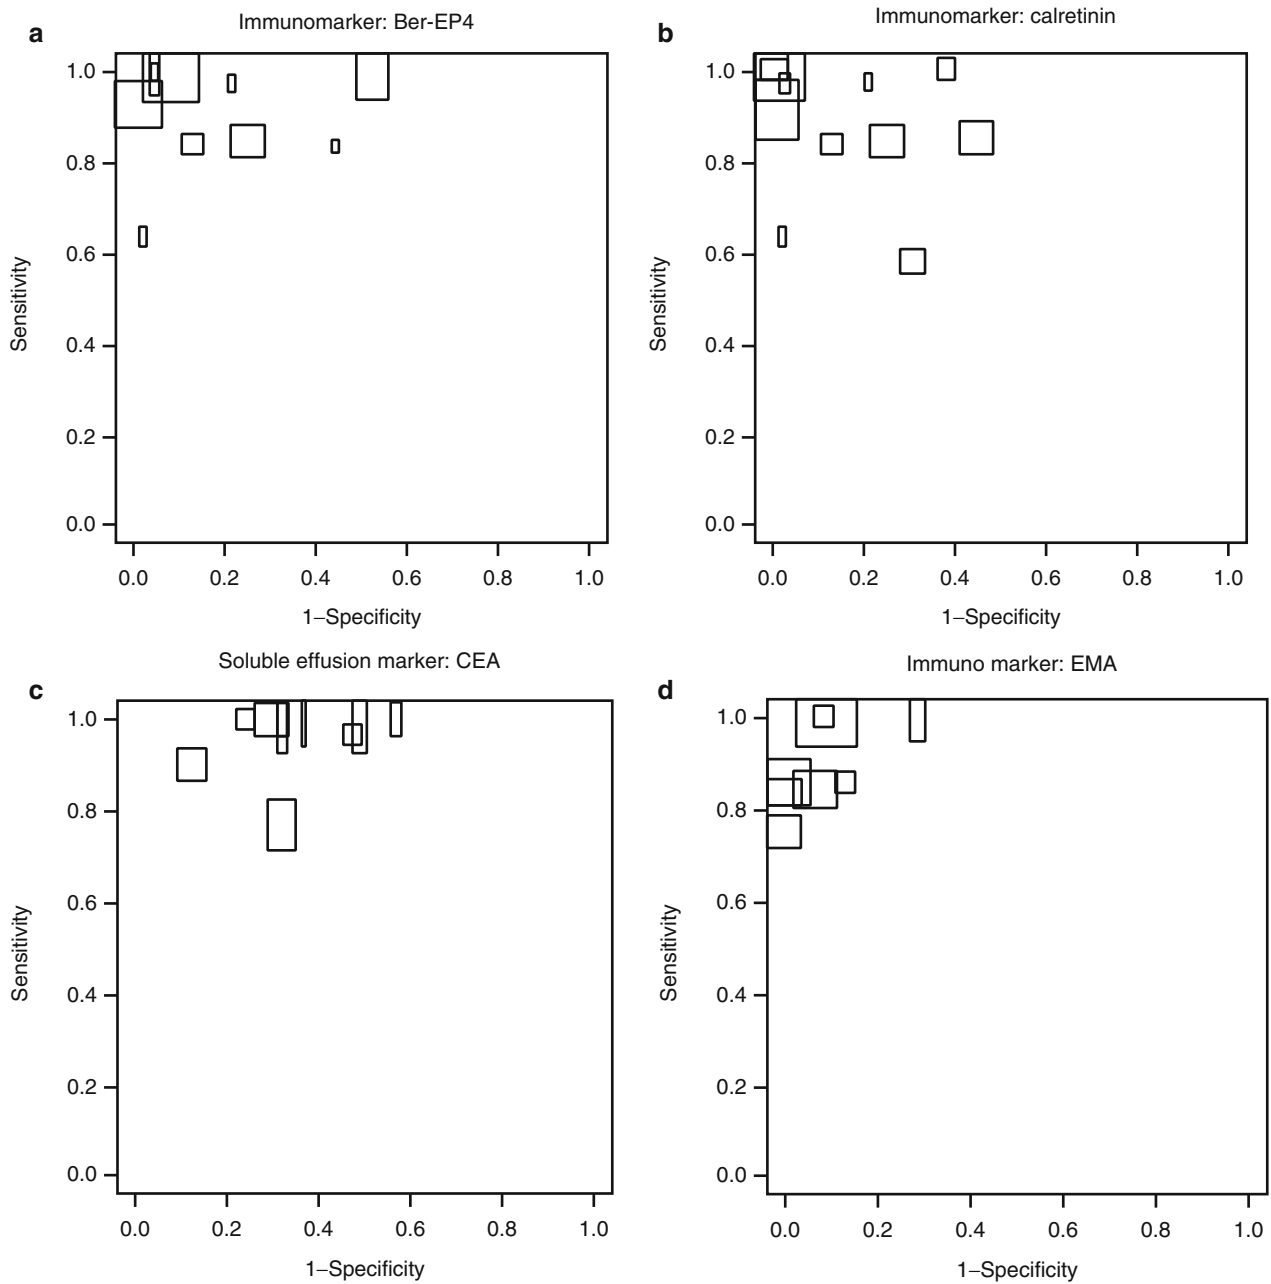 a
Immunomarker: Ber-EP4
1.0
0.8
0.6
0.4
0.2
0.0
Sensitivity
0.0 0.2 0.4 0.6 0.8 1.0
1–Specificity
b
Immunomarker: calretinin
1.0
0.8
0.6
0.4
0.2
0.0
Sensitivity
0.0 0.2 0.4 0.6 0.8 1.0
1–Specificity
c
Soluble effusion marker: CEA
1.0
0.8
0.6
0.4
0.2
0.0
Sensitivity
0.0 0.2 0.4 0.6 0.8 1.0
1–Specificity
d
Immuno marker: EMA
1.0
0.8
0.6
0.4
0.2
0.0
Sensitivity
0.0 0.2 0.4 0.6 0.8 1.0
1–Specificity